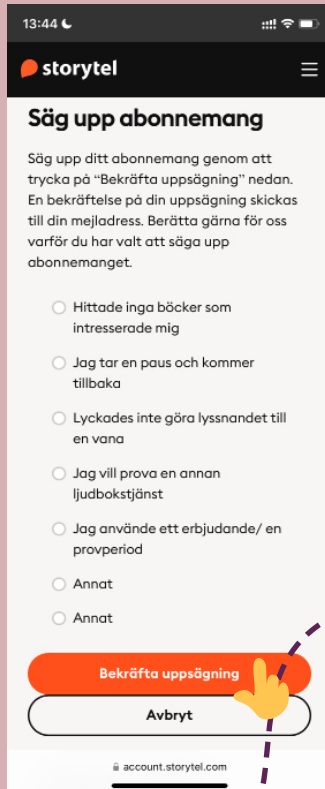 13:44
storytel
Säg upp abonnemang
Säg upp ditt abonnemang genom att
trycka på “Bekräfta uppsägning” nedan.
En bekräftelse på din uppsägning skickas
till din mejladress. Berätta gärna för oss
varför du har valt att säga upp
abonnemanget.
Hittade inga böcker som
intresserade mig
Jag tar en paus och kommer
tillbaka
Lyckades inte göra lyssnandet till
en vana
Jag vill prova en annan
ljudbokstjänst
Jag använde ett erbjudande/ en
provperiod
Annat
Annat
Bekräfta uppsägning
Avbryt
account.storytel.com